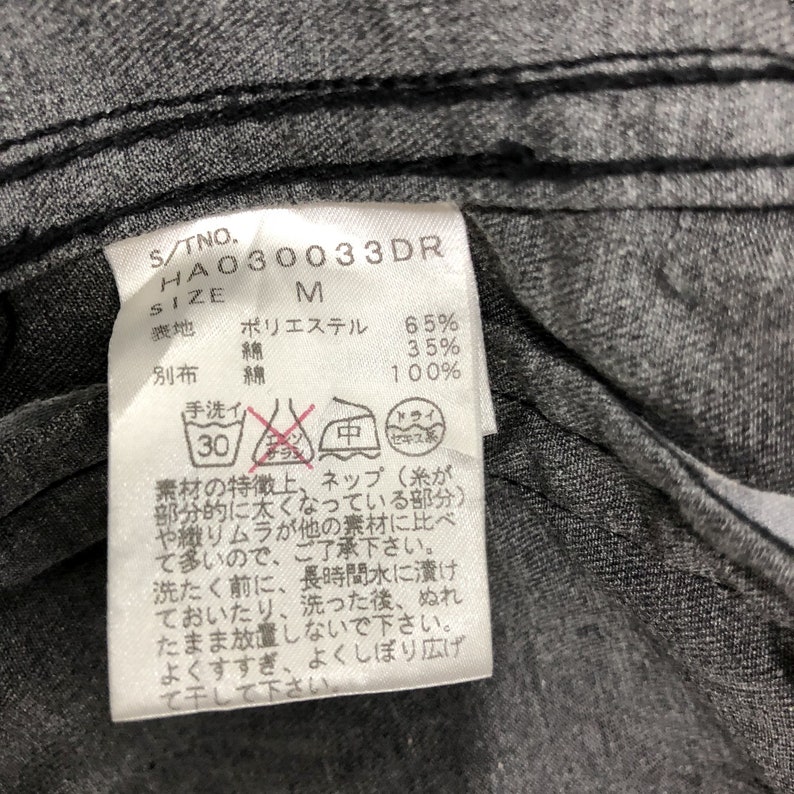 S/TNO.
HA030033DR
SIZE M
表地 ポリエステル 65%
綿 35%
別布 綿 100%
手洗イ 30 エンソ サラシ 中 ドライ セキユ系
素材の特徴上、ネップ（糸が、
部分的に太くなっている部分）
や織りムラが他の素材に比べ
て多いので、ご了承下さい。
洗たく前に、長時間水に漬け
ておいたり、洗った後、ぬれ
たまま放置しないで下さい。
よくすすぎ、よくしぼり広げ
て干して下さい。